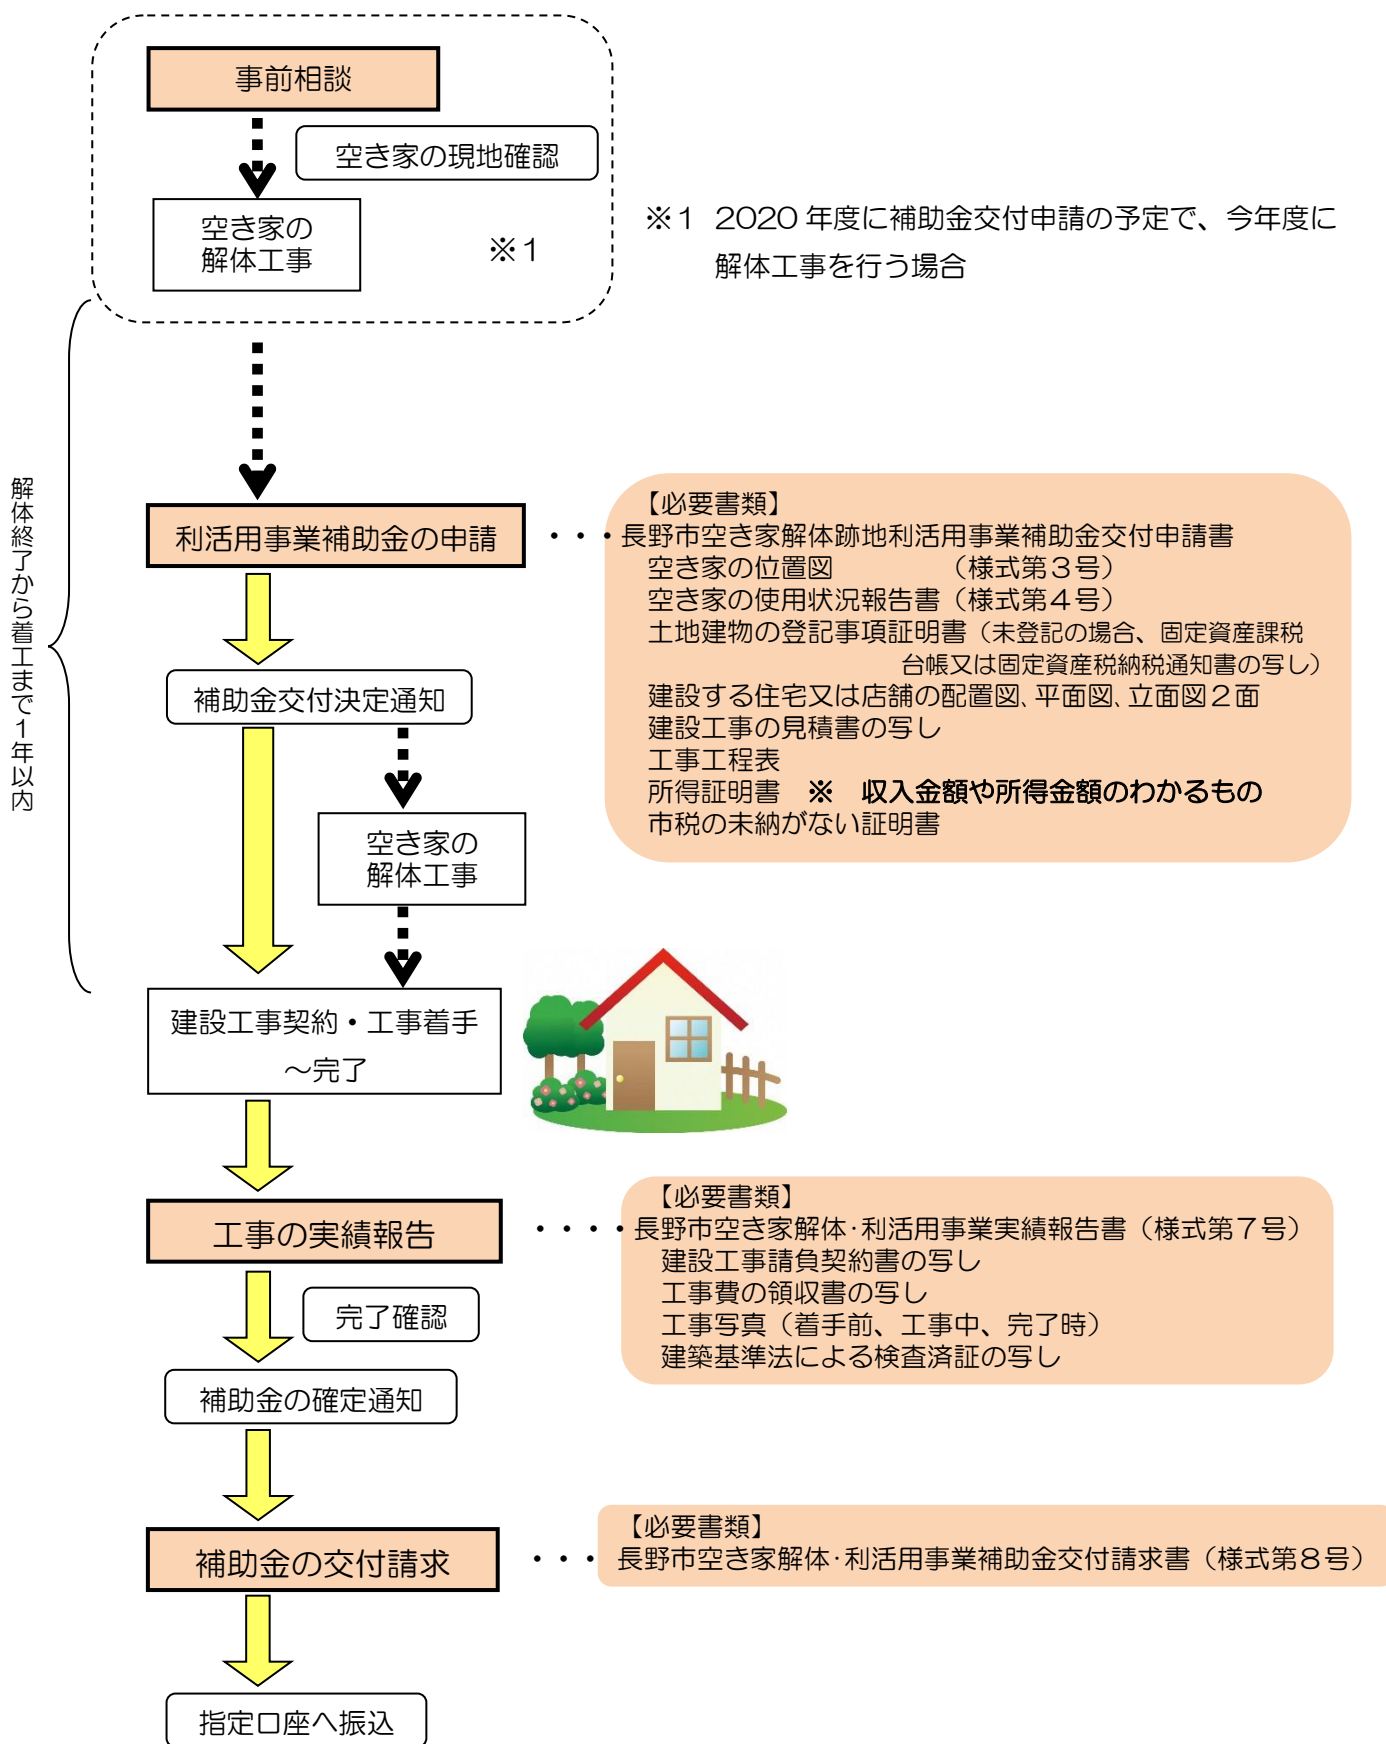 事前相談
空き家の現地確認
空き家の
解体工事
※1
※1 2020年度に補助金交付申請の予定で、今年度に
解体工事を行う場合
解体終了から着工まで1年以内
利活用事業補助金の申請
・・・
【必要書類】
長野市空き家解体跡地利活用事業補助金交付申請書
空き家の位置図 (様式第3号)
空き家の使用状況報告書(様式第4号)
土地建物の登記事項証明書(未登記の場合、固定資産課税
台帳又は固定資産税納税通知書の写し)
建設する住宅又は店舗の配置図、平面図、立面図2面
建設工事の見積書の写し
工事工程表
所得証明書 ※ 収入金額や所得金額のわかるもの
市税の未納がない証明書
補助金交付決定通知
空き家の
解体工事
建設工事契約・工事着手
~完了
工事の実績報告
・・・・
【必要書類】
長野市空き家解体・利活用事業実績報告書(様式第7号)
建設工事請負契約書の写し
工事費の領収書の写し
工事写真(着手前、工事中、完了時)
建築基準法による検査済証の写し
完了確認
補助金の確定通知
補助金の交付請求
・・・
【必要書類】
長野市空き家解体・利活用事業補助金交付請求書(様式第8号)
指定口座へ振込